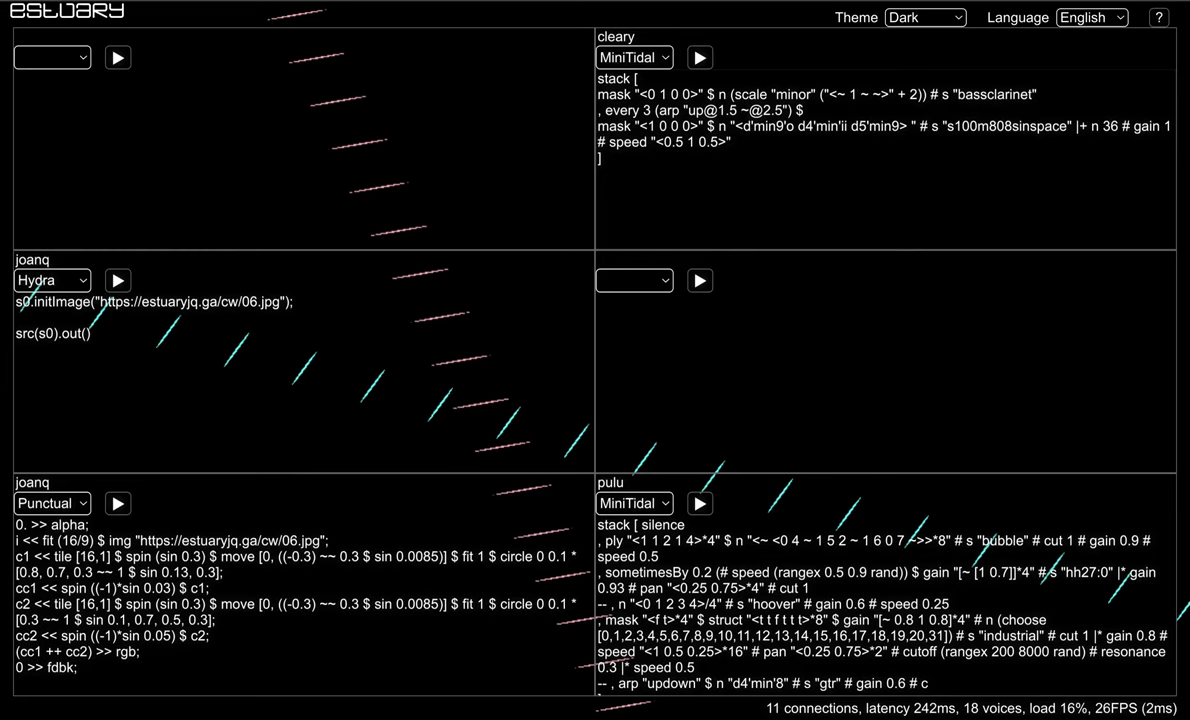 estuary
Theme Dark Language English ?
cleary
MiniTidal
stack [
mask "<0 1 0 0>" $ n (scale "minor" ("<~ 1 ~ ~>" + 2)) # s "bassclarinet"
, every 3 (arp "up@1.5 ~@2.5") $
mask "<1 0 0 0>" $ n "<d'min9'o d4'min'ii d5'min9> " # s "s100m808sinspace" |+ n 36 # gain 1
# speed "<0.5 1 0.5>"
]
joanq
Hydra
s0.initImage("https://estuaryjq.ga/cw/06.jpg");
src(s0).out()
joanq
Punctual
0. >> alpha;
i << fit (16/9) $ img "https://estuaryjq.ga/cw/06.jpg";
c1 << tile [16,1] $ spin (sin 0.3) $ move [0, ((-0.3) ~~ 0.3 $ sin 0.0085)] $ fit 1 $ circle 0 0.1 *
[0.8, 0.7, 0.3 ~~ 1 $ sin 0.13, 0.3];
cc1 << spin ((-1)*sin 0.03) $ c1;
c2 << tile [16,1] $ spin (sin 0.3) $ move [0, ((-0.3) ~~ 0.3 $ sin 0.0085)] $ fit 1 $ circle 0 0.1 *
[0.3 ~~ 1 $ sin 0.1, 0.7, 0.5, 0.3];
cc2 << spin ((-1)*sin 0.05) $ c2;
(cc1 ++ cc2) >> rgb;
0 >> fdbk;
pulu
MiniTidal
stack [ silence
, ply "<1 1 2 1 4>*4" $ n "<~ <0 4 ~ 1 5 2 ~ 1 6 0 7 ~>>*8" # s "bubble" # cut 1 # gain 0.9 #
speed 0.5
, sometimesBy 0.2 (# speed (rangex 0.5 0.9 rand)) $ gain "[~ [1 0.7]]*4" # s "hh27:0" |* gain
0.93 # pan "<0.25 0.75>*4" # cut 1
-- , n "<0 1 2 3 4>/4" # s "hoover" # gain 0.6 # speed 0.25
, mask "<f t>*4" $ struct "<t t f t t t>*8" $ gain "[~ 0.8 1 0.8]*4" # n (choose
[0,1,2,3,4,5,6,7,8,9,10,11,12,13,14,15,16,17,18,19,20,31]) # s "industrial" # cut 1 |* gain 0.8 #
speed "<1 0.5 0.25>*16" # pan "<0.25 0.75>*2" # cutoff (rangex 200 8000 rand) # resonance
0.3 |* speed 0.5
-- , arp "updown" $ n "d4'min'8" # s "gtr" # gain 0.6 # c
11 connections, latency 242ms, 18 voices, load 16%, 26FPS (2ms)